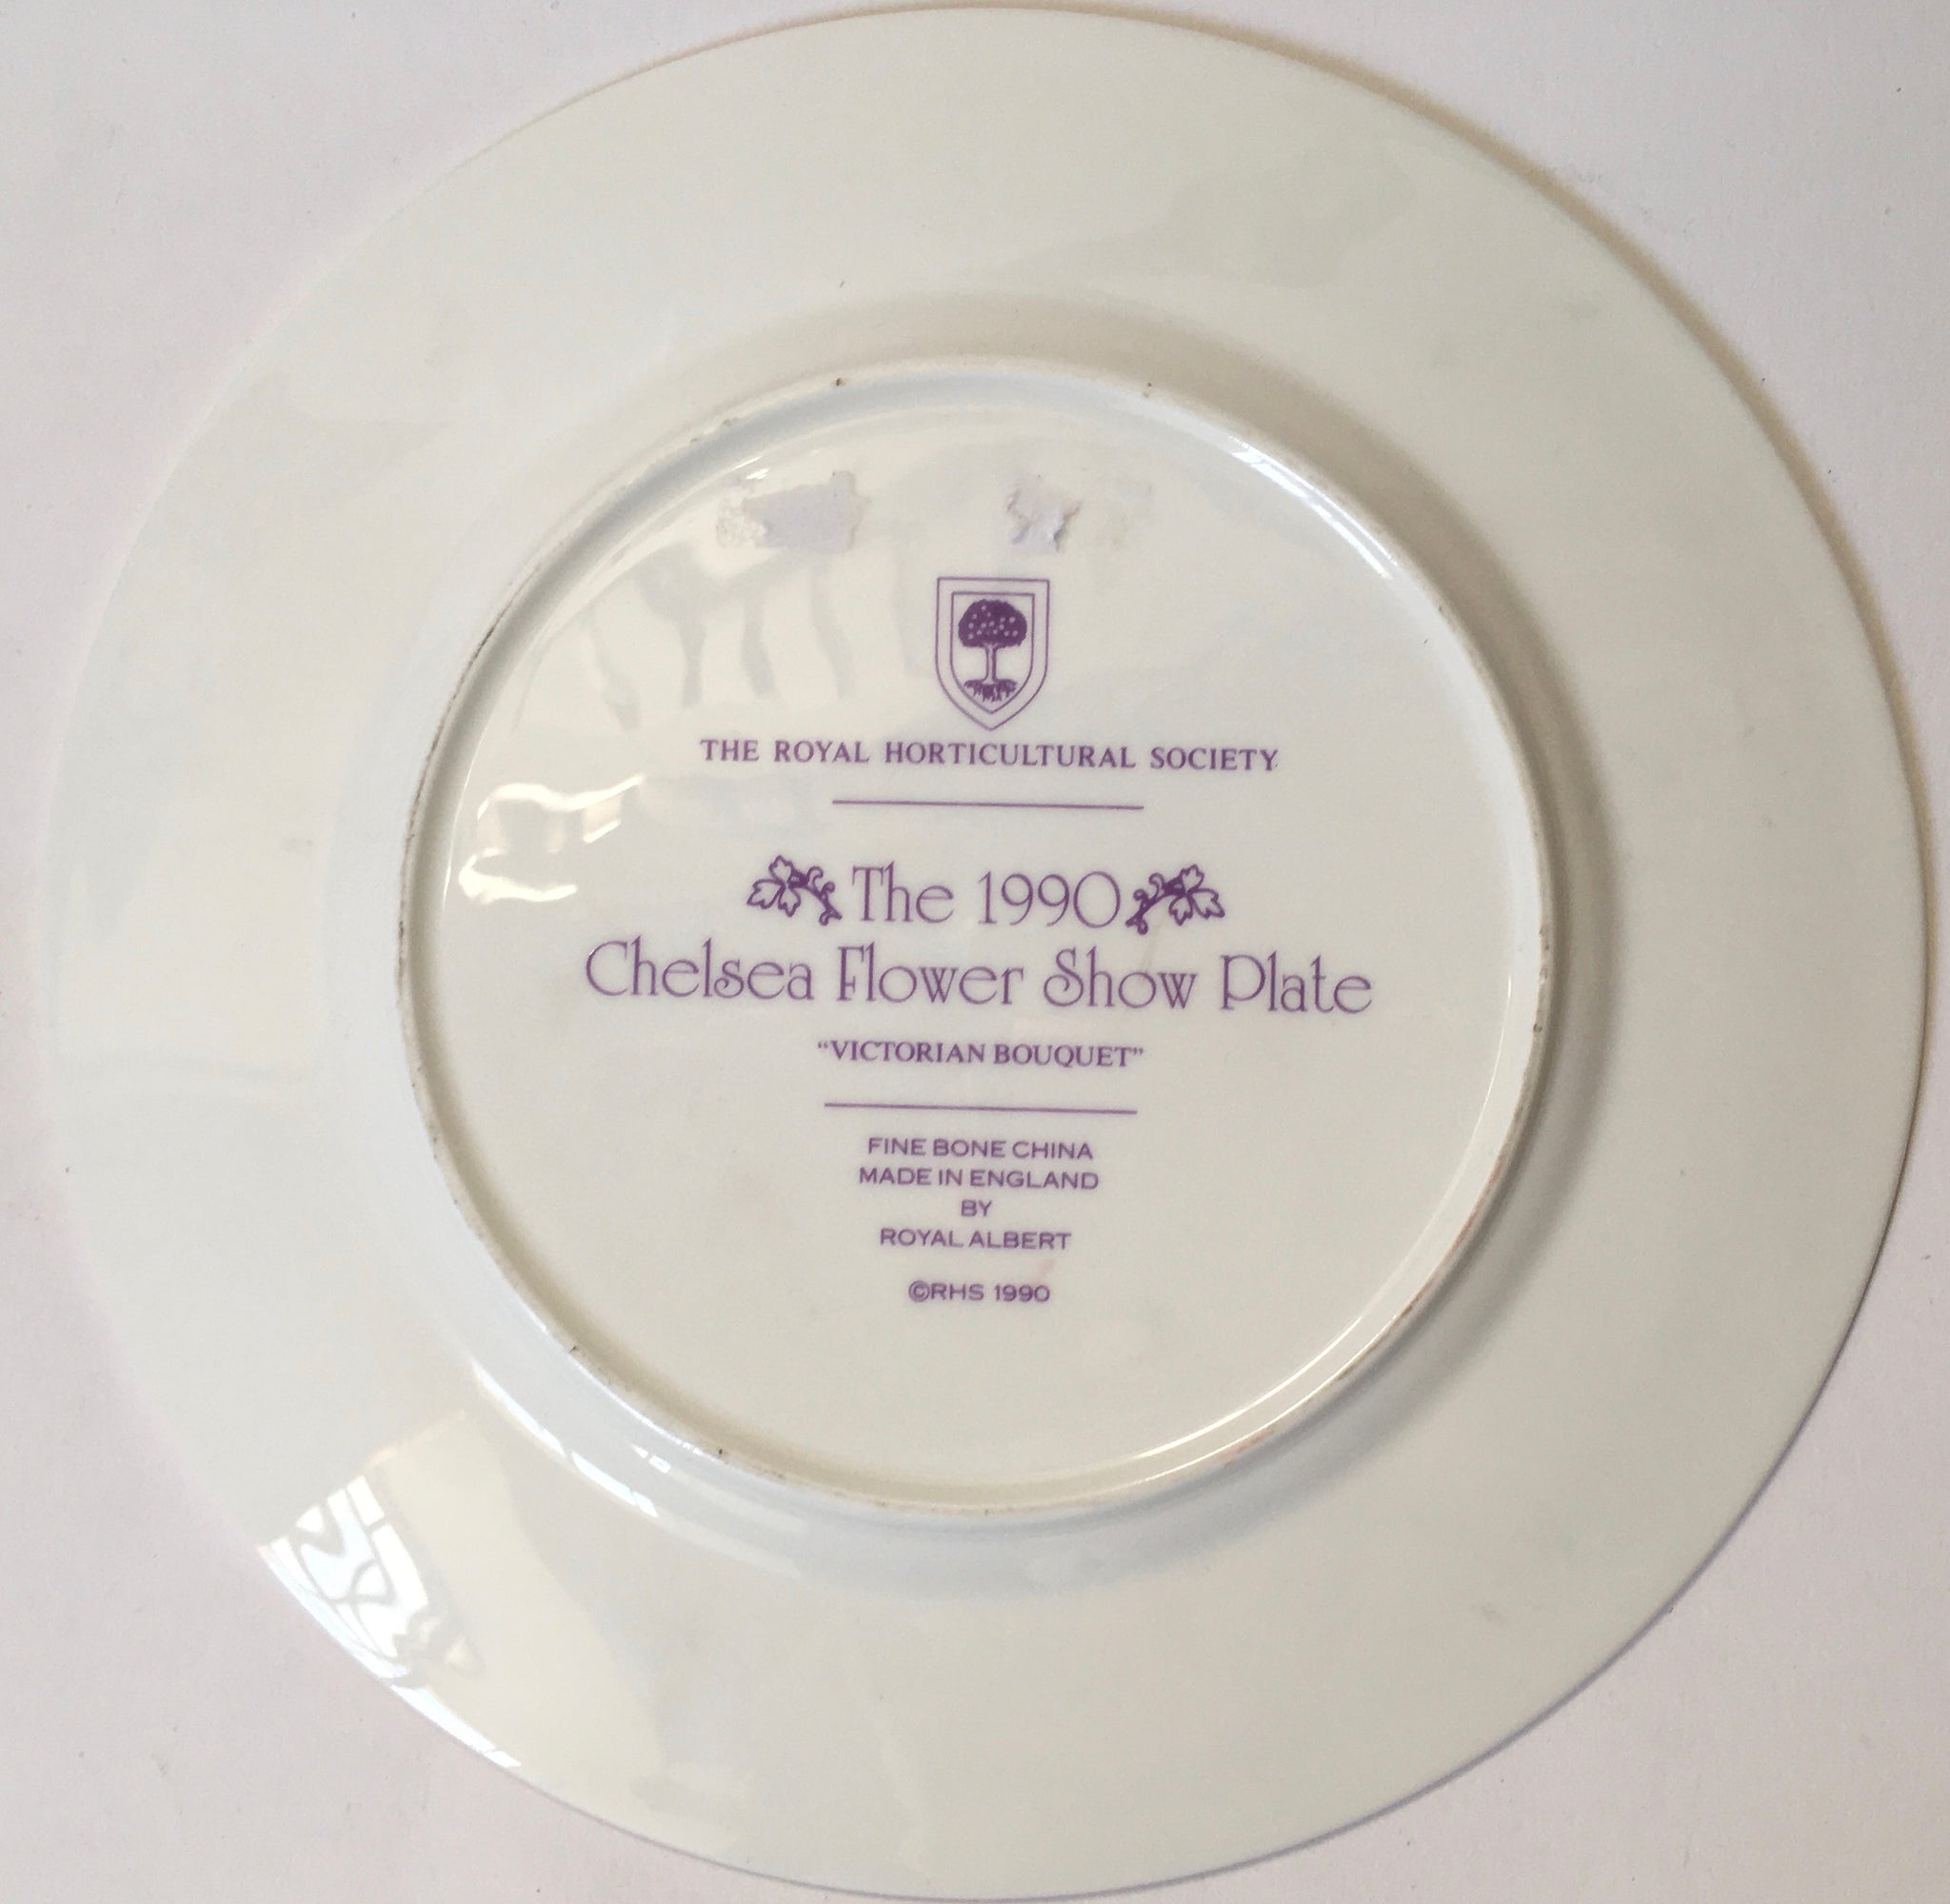 THE ROYAL HORTICULTURAL SOCIETY
The 1990
Chelsea Flower Show Plate
“VICTORIAN BOUQUET”
FINE BONE CHINA
MADE IN ENGLAND
BY
ROYAL ALBERT
©RHS 1990